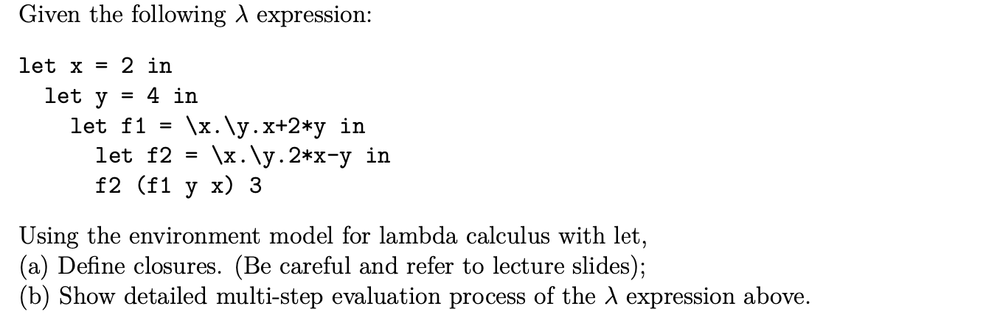 Given the following λ expression:
let x = 2 in
let y = 4 in
let f1 = \x.\y.x+2*y in
let f2 = \x.\y.2*x-y in
f2 (f1 y x) 3
Using the environment model for lambda calculus with let,
(a) Define closures. (Be careful and refer to lecture slides);
(b) Show detailed multi-step evaluation process of the λ expression above.